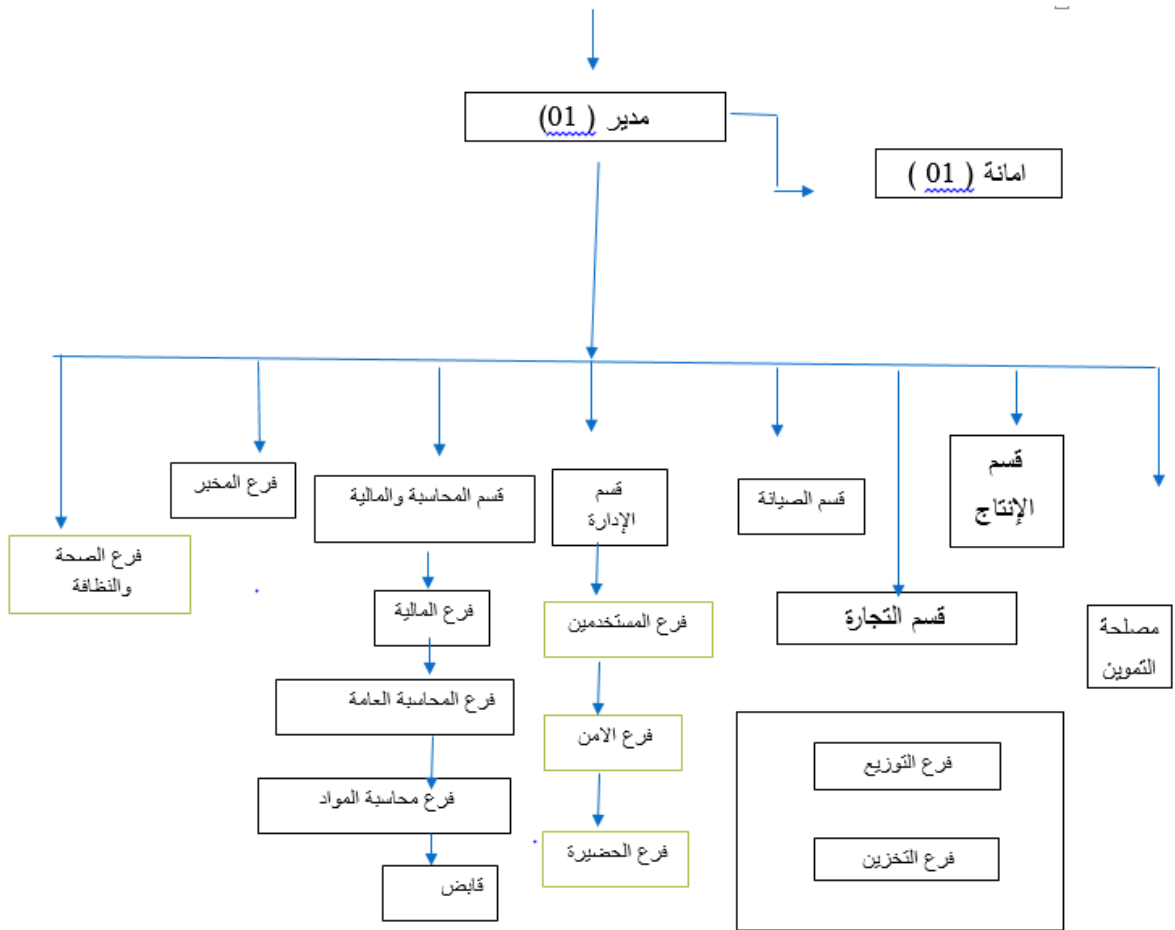 مدير ( 01)
امانة ( 01 )
قسم
الإنتاج
قسم الصيانة
قسم
الإدارة
قسم المحاسبة والمالية
فرع المخبر
فرع الصحة
والنظافة
مصلحة
التموين
قسم التجارة
فرع المستخدمين
فرع المالية
فرع المحاسبة العامة
فرع الامن
فرع التوزيع
فرع محاسبة المواد
فرع التخزين
فرع الحضيرة
قابض